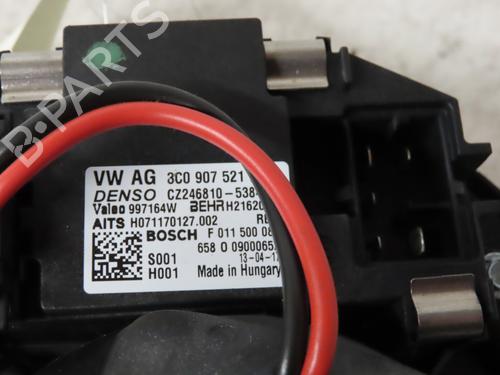 B-PARTS
VW AG 3C0 907 521
DENSO CZ246810-538
Valeo 997164W BEHR H21620
AITS H071170127.002
BOSCH F 011 500 08
658 0 0900065
S001 13-04-1
H001 Made in Hungary